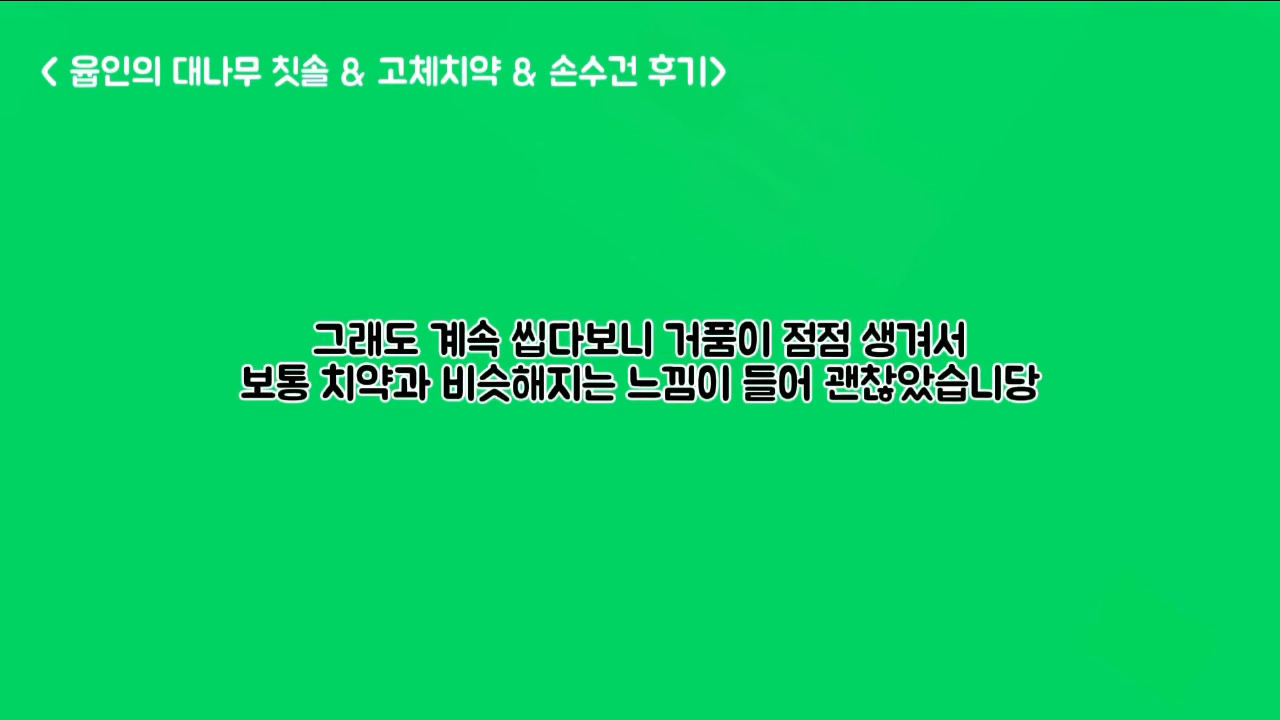 < 윱인의 대나무 칫솔 & 고체치약 & 손수건 후기>
그래도 계속 씹다보니 거품이 점점 생겨서
보통 치약과 비슷해지는 느낌이 들어 괜찮았습니당